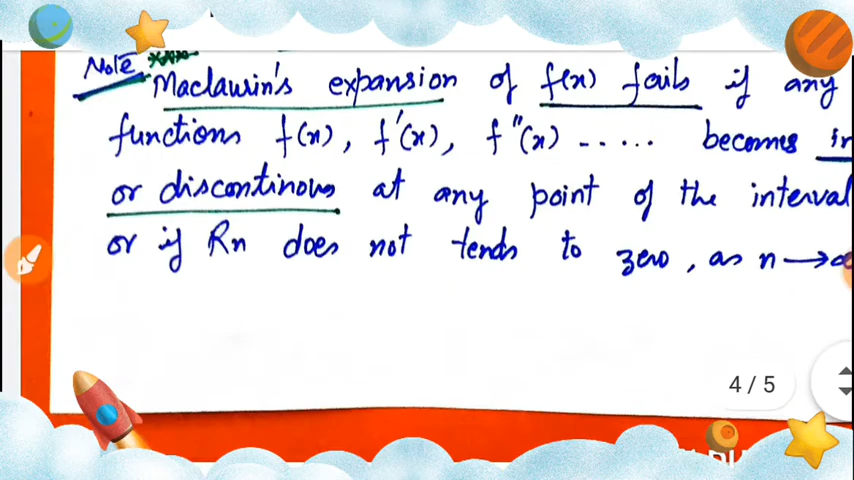 Note ***
Maclaurin's expansion of f(x) fails if any
functions f(x), f'(x), f"(x) ----.. becomes in
or discontinous at any point of the interval
or if Rn does not tends to zero, as n→
4/5